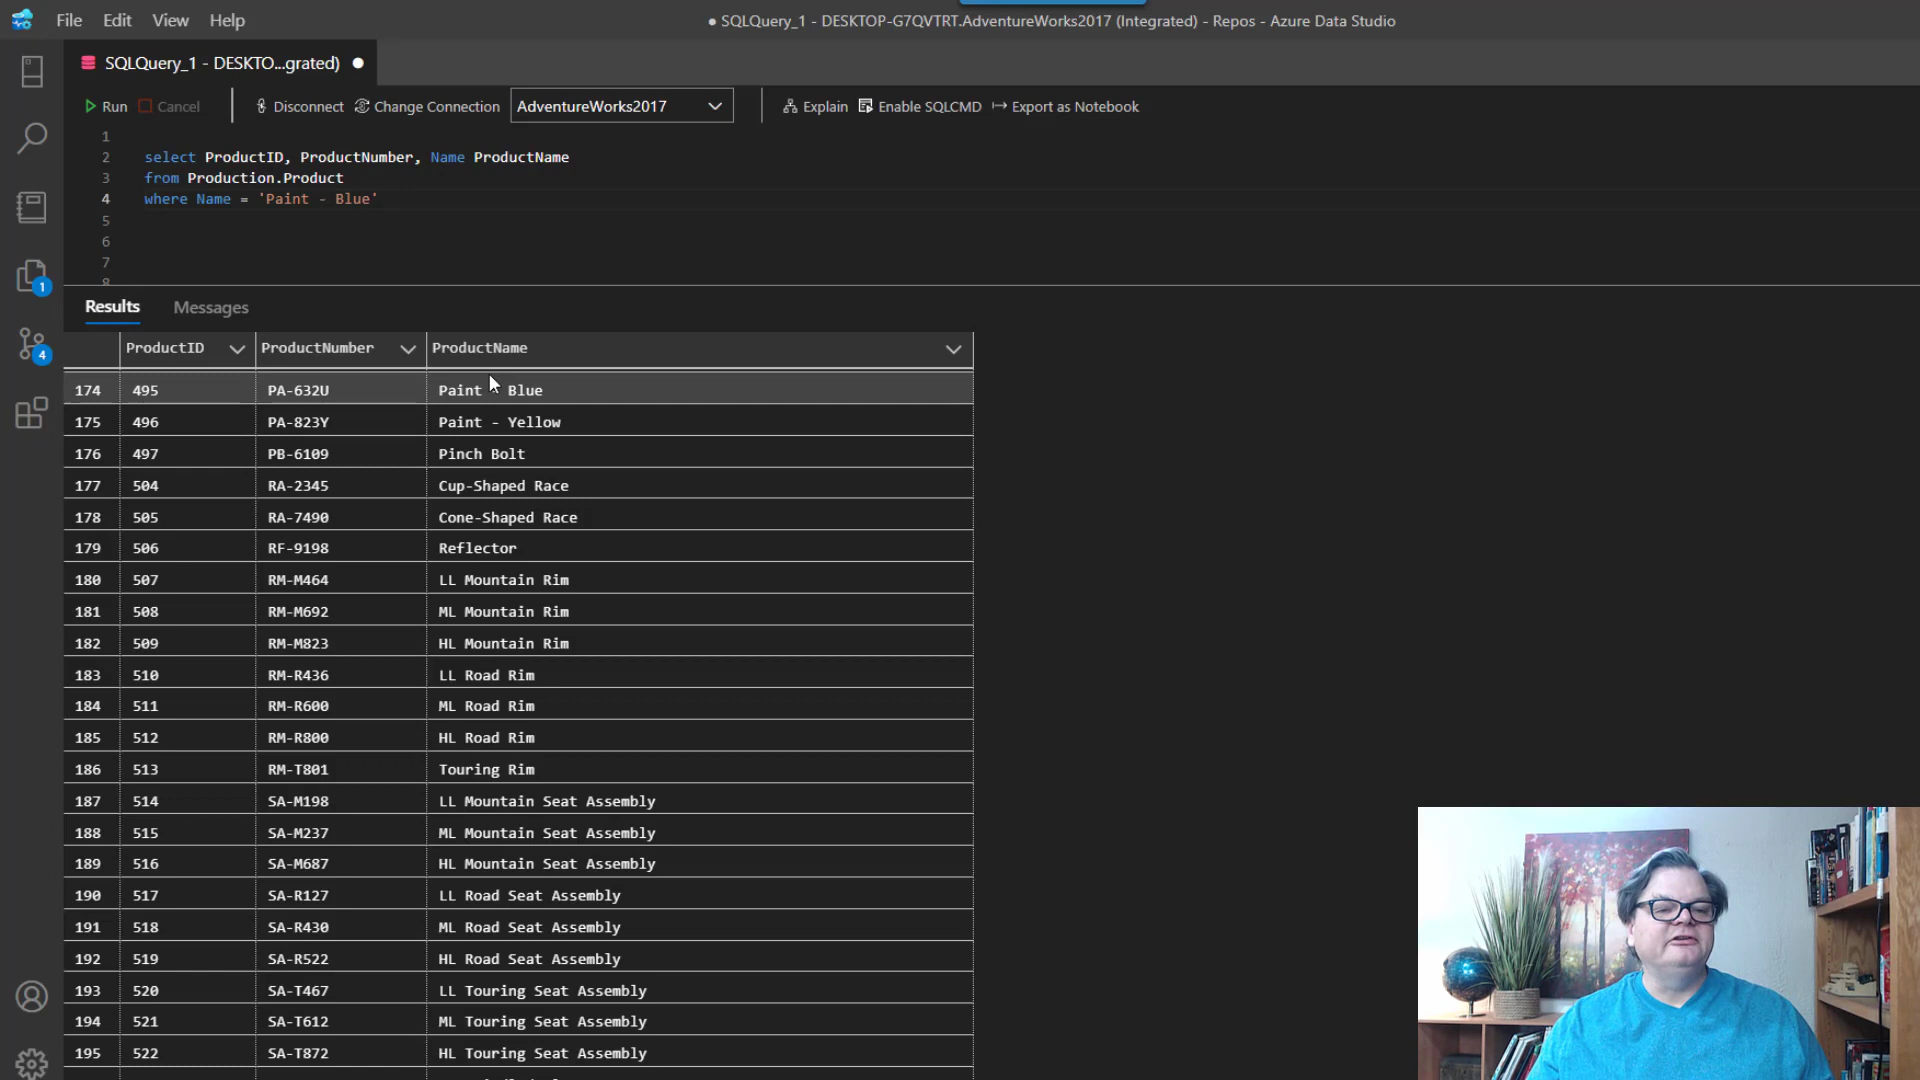 File Edit View Help
● SQLQuery_1 - DESKTOP-G7QVTRT.AdventureWorks2017 (Integrated) - Repos - Azure Data Studio
SQLQuery_1 - DESKTO...grated) ●
Run Cancel Disconnect Change Connection AdventureWorks2017 Explain Enable SQLCMD Export as Notebook
1
2 select ProductID, ProductNumber, Name ProductName
3 from Production.Product
4 where Name = 'Paint - Blue'
5
6
7
8
1
4
Results Messages
ProductID ProductNumber ProductName
174 495 PA-632U Paint Blue
175 496 PA-823Y Paint - Yellow
176 497 PB-6109 Pinch Bolt
177 504 RA-2345 Cup-Shaped Race
178 505 RA-7490 Cone-Shaped Race
179 506 RF-9198 Reflector
180 507 RM-M464 LL Mountain Rim
181 508 RM-M692 ML Mountain Rim
182 509 RM-M823 HL Mountain Rim
183 510 RM-R436 LL Road Rim
184 511 RM-R600 ML Road Rim
185 512 RM-R800 HL Road Rim
186 513 RM-T801 Touring Rim
187 514 SA-M198 LL Mountain Seat Assembly
188 515 SA-M237 ML Mountain Seat Assembly
189 516 SA-M687 HL Mountain Seat Assembly
190 517 SA-R127 LL Road Seat Assembly
191 518 SA-R430 ML Road Seat Assembly
192 519 SA-R522 HL Road Seat Assembly
193 520 SA-T467 LL Touring Seat Assembly
194 521 SA-T612 ML Touring Seat Assembly
195 522 SA-T872 HL Touring Seat Assembly